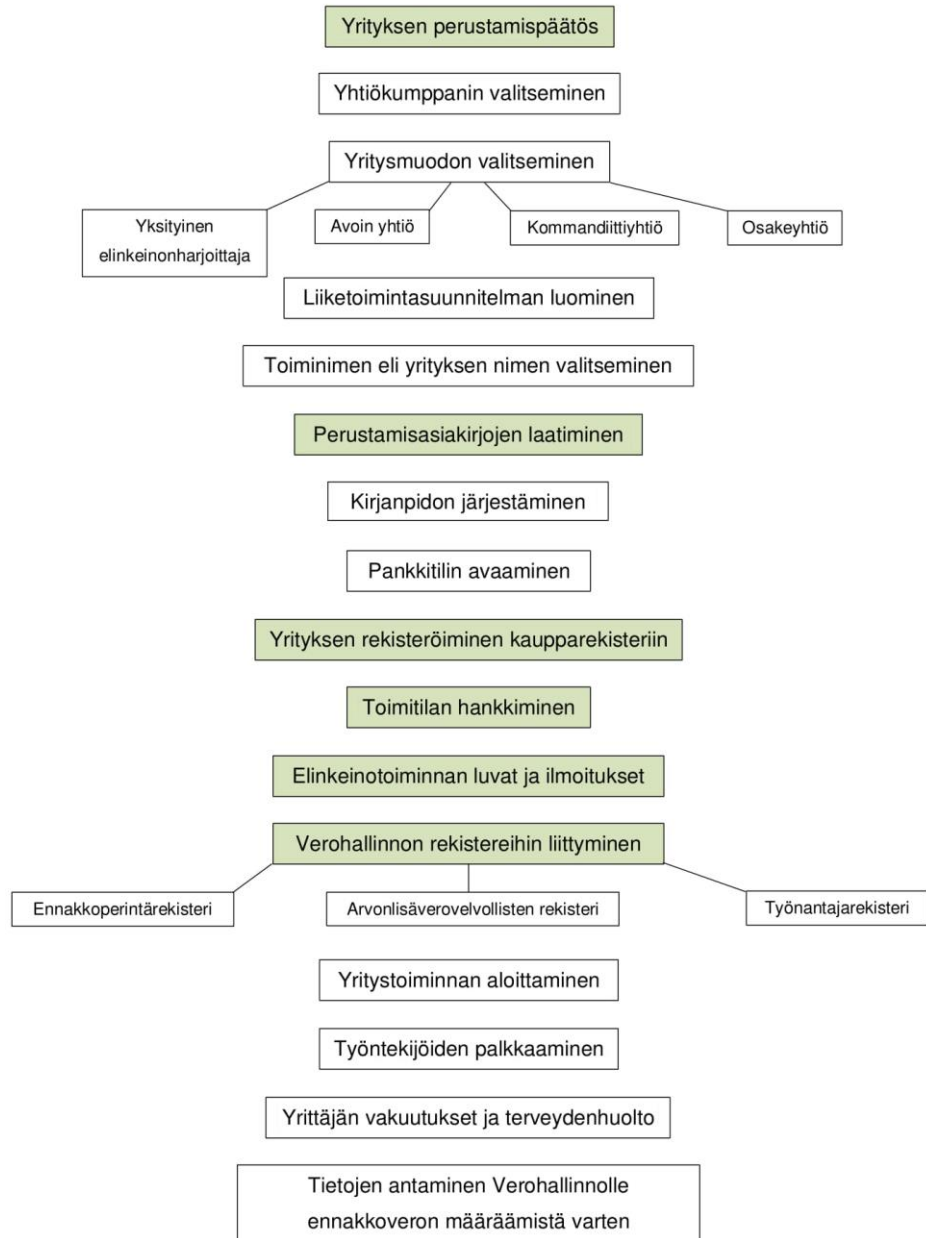 Yrityksen perustamispäätös
Yhtiökumppanin valitseminen
Yritysmuodon valitseminen
Yksityinen
elinkeinonharjoittaja
Avoin yhtiö
Kommandiittiyhtiö
Osakeyhtiö
Liiketoimintasuunnitelman luominen
Toiminimen eli yrityksen nimen valitseminen
Perustamisasiakirjojen laatiminen
Kirjanpidon järjestäminen
Pankkitilin avaaminen
Yrityksen rekisteröiminen kaupparekisteriin
Toimitilan hankkiminen
Elinkeinotoiminnan luvat ja ilmoitukset
Verohallinnon rekistereihin liittyminen
Ennakkoperintärekisteri
Arvonlisäverovelvollisten rekisteri
Työnantajarekisteri
Yritystoiminnan aloittaminen
Työntekijöiden palkkaaminen
Yrittäjän vakuutukset ja terveydenhuolto
Tietojen antaminen Verohallinnolle
ennakkoveron määräämistä varten